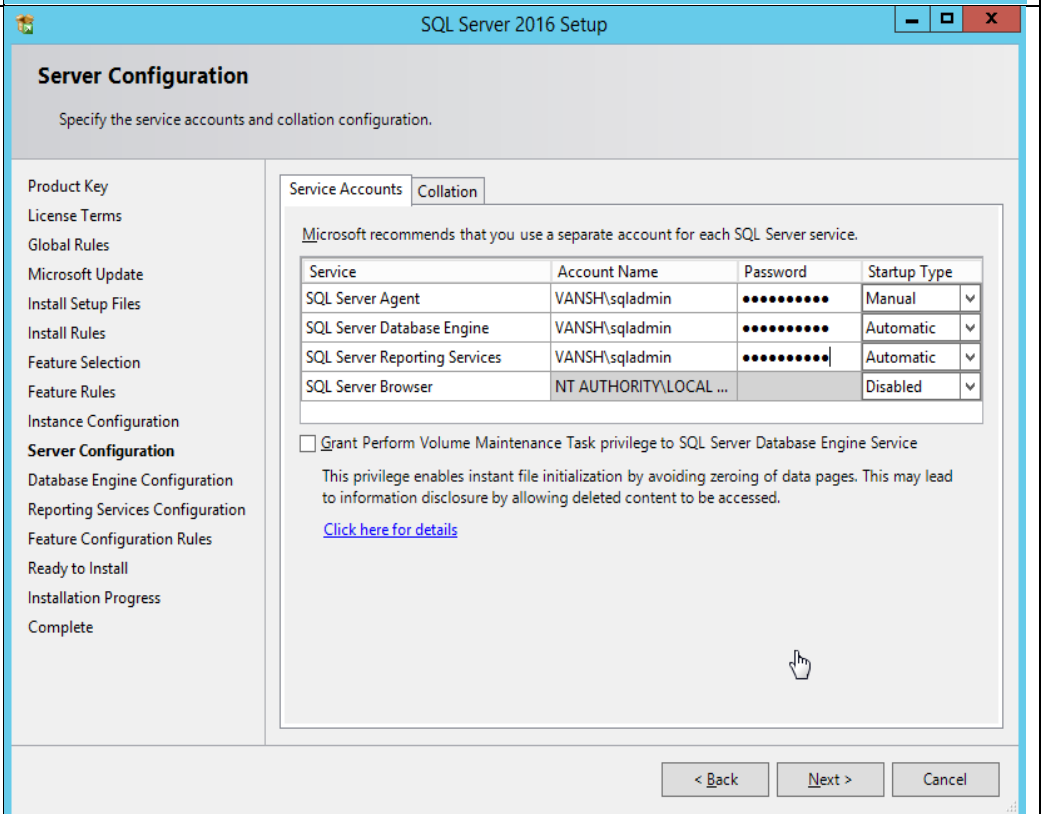 SQL Server 2016 Setup
Server Configuration
Specify the service accounts and collation configuration.
Product Key
License Terms
Global Rules
Microsoft Update
Install Setup Files
Install Rules
Feature Selection
Feature Rules
Instance Configuration
Server Configuration
Database Engine Configuration
Reporting Services Configuration
Feature Configuration Rules
Ready to Install
Installation Progress
Complete
Service Accounts Collation
Microsoft recommends that you use a separate account for each SQL Server service.
Service Account Name Password Startup Type
SQL Server Agent VANSH\sqladmin ●●●●●●●●●● Manual
SQL Server Database Engine VANSH\sqladmin ●●●●●●●●●● Automatic
SQL Server Reporting Services VANSH\sqladmin ●●●●●●●●●● Automatic
SQL Server Browser NT AUTHORITY\LOCAL ... Disabled
Grant Perform Volume Maintenance Task privilege to SQL Server Database Engine Service
This privilege enables instant file initialization by avoiding zeroing of data pages. This may lead
to information disclosure by allowing deleted content to be accessed.
Click here for details
< Back Next > Cancel